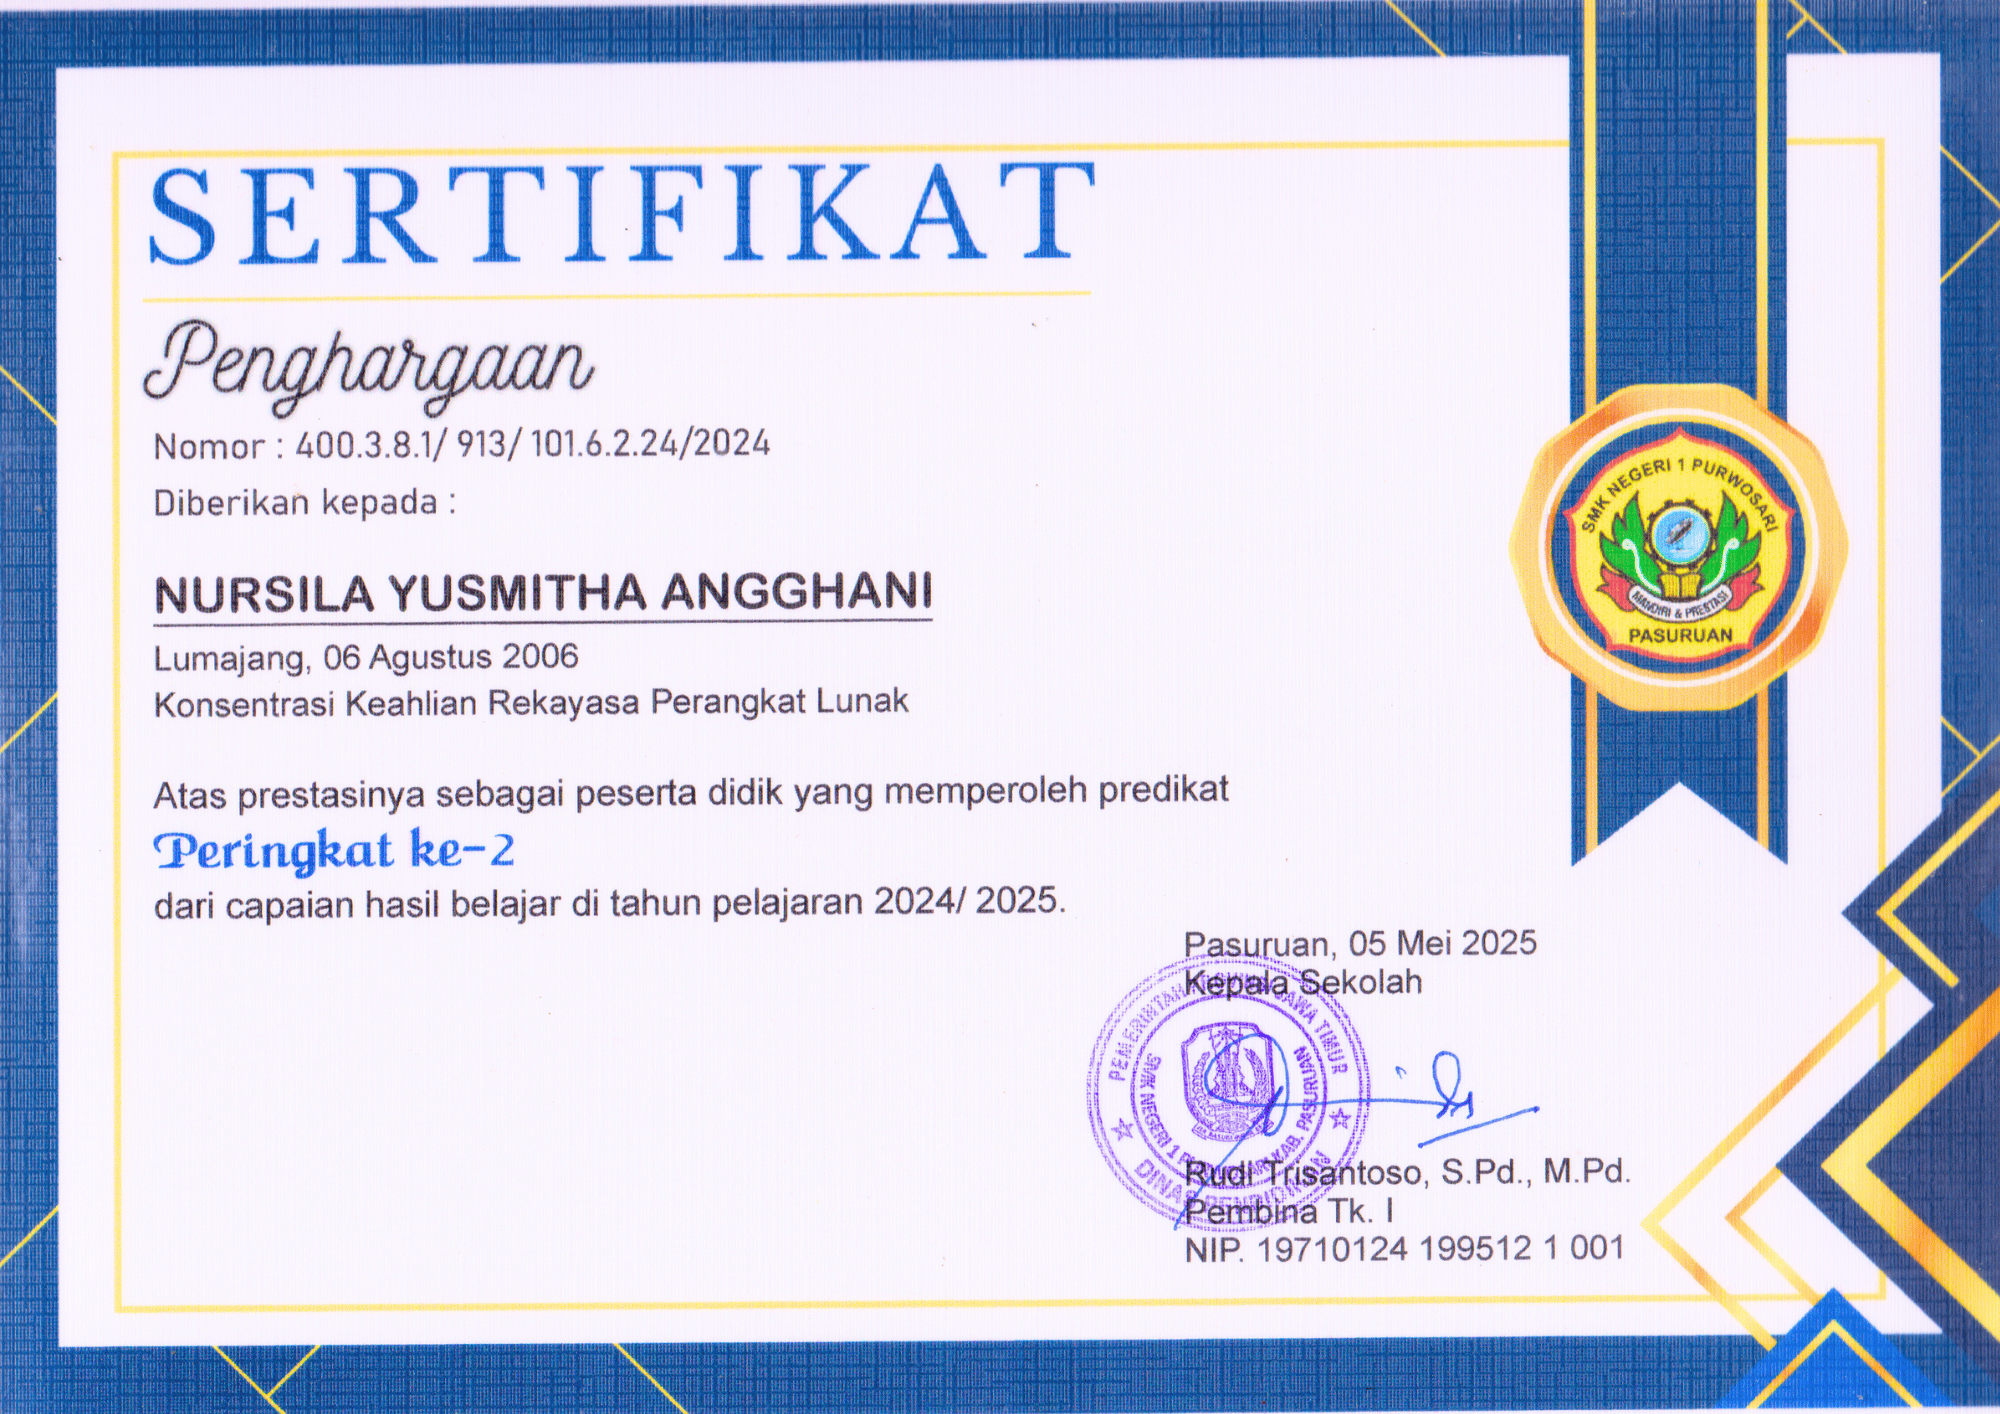 SERTIFIKAT
Penghargaan
Nomor : 400.3.8.1/ 913/ 101.6.2.24/2024
Diberikan kepada :
NURSILA YUSMITHA ANGGHANI
Lumajang, 06 Agustus 2006
Konsentrasi Keahlian Rekayasa Perangkat Lunak
Atas prestasinya sebagai peserta didik yang memperoleh predikat
Peringkat ke-2
dari capaian hasil belajar di tahun pelajaran 2024/ 2025.
SMK NEGERI 1 PURWOSARI
MANDIRI & PRESTASI
PASURUAN
Pasuruan, 05 Mei 2025
Kepala Sekolah
PEMERINTAH JAWA TIMUR
SMK NEGERI 1 KAB. PASURUAN
DINAS PENDIDIKAN
Rudi Trisantoso, S.Pd., M.Pd.
Pembina Tk. I
NIP. 19710124 199512 1 001